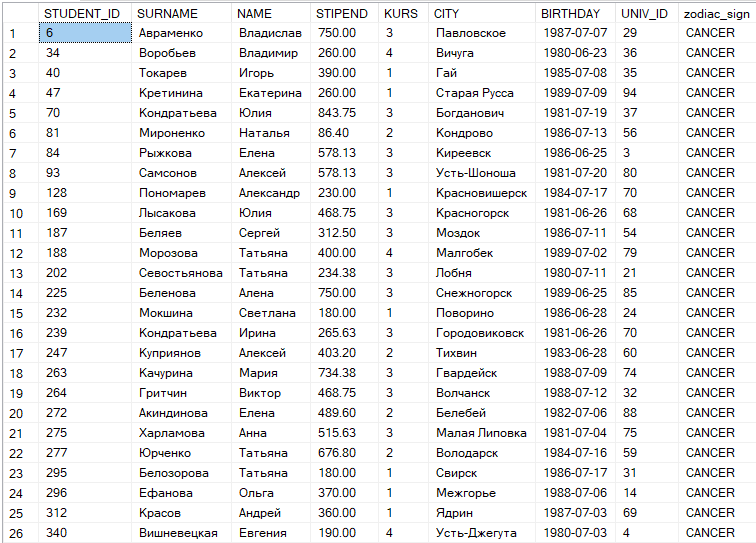 STUDENT_ID SURNAME NAME STIPEND KURS CITY BIRTHDAY UNIV_ID zodiac_sign
1 6 Авраменко Владислав 750.00 3 Павловское 1987-07-07 29 CANCER
2 34 Воробьев Владимир 260.00 4 Вичуга 1980-06-23 36 CANCER
3 40 Токарев Игорь 390.00 1 Гай 1985-07-08 35 CANCER
4 47 Кретинина Екатерина 260.00 1 Старая Русса 1989-07-09 94 CANCER
5 70 Кондратьева Юлия 843.75 3 Богданович 1981-07-19 37 CANCER
6 81 Мироненко Наталья 86.40 2 Кондрово 1986-07-13 56 CANCER
7 84 Рыжкова Елена 578.13 3 Киреевск 1986-06-25 3 CANCER
8 93 Самсонов Алексей 578.13 3 Усть-Шоноша 1981-07-20 80 CANCER
9 128 Пономарев Александр 230.00 1 Красновишерск 1984-07-17 70 CANCER
10 169 Лысакова Юлия 468.75 3 Красногорск 1981-06-26 68 CANCER
11 187 Беляев Сергей 312.50 3 Моздок 1986-07-11 54 CANCER
12 188 Морозова Татьяна 400.00 4 Малгобек 1989-07-02 79 CANCER
13 202 Севостьянова Татьяна 234.38 3 Лобня 1980-07-11 21 CANCER
14 225 Беленова Алена 750.00 3 Снежногорск 1989-06-25 85 CANCER
15 232 Мокшина Светлана 180.00 1 Поворино 1986-06-28 24 CANCER
16 239 Кондратьева Ирина 265.63 3 Городовиковск 1981-06-26 70 CANCER
17 247 Куприянов Алексей 403.20 2 Тихвин 1983-06-28 60 CANCER
18 263 Качурина Мария 734.38 3 Гвардейск 1988-07-09 74 CANCER
19 264 Гритчин Виктор 468.75 3 Волчанск 1988-07-12 32 CANCER
20 272 Акиндинова Елена 489.60 2 Белебей 1982-07-06 88 CANCER
21 275 Харламова Анна 515.63 3 Малая Липовка 1981-07-04 75 CANCER
22 277 Юрченко Татьяна 676.80 2 Володарск 1984-07-16 59 CANCER
23 295 Белозорова Татьяна 180.00 1 Свирск 1986-07-17 31 CANCER
24 296 Ефанова Ольга 370.00 1 Межгорье 1988-07-06 14 CANCER
25 312 Красов Андрей 360.00 1 Ядрин 1987-07-03 69 CANCER
26 340 Вишневецкая Евгения 190.00 4 Усть-Джегута 1980-07-03 4 CANCER